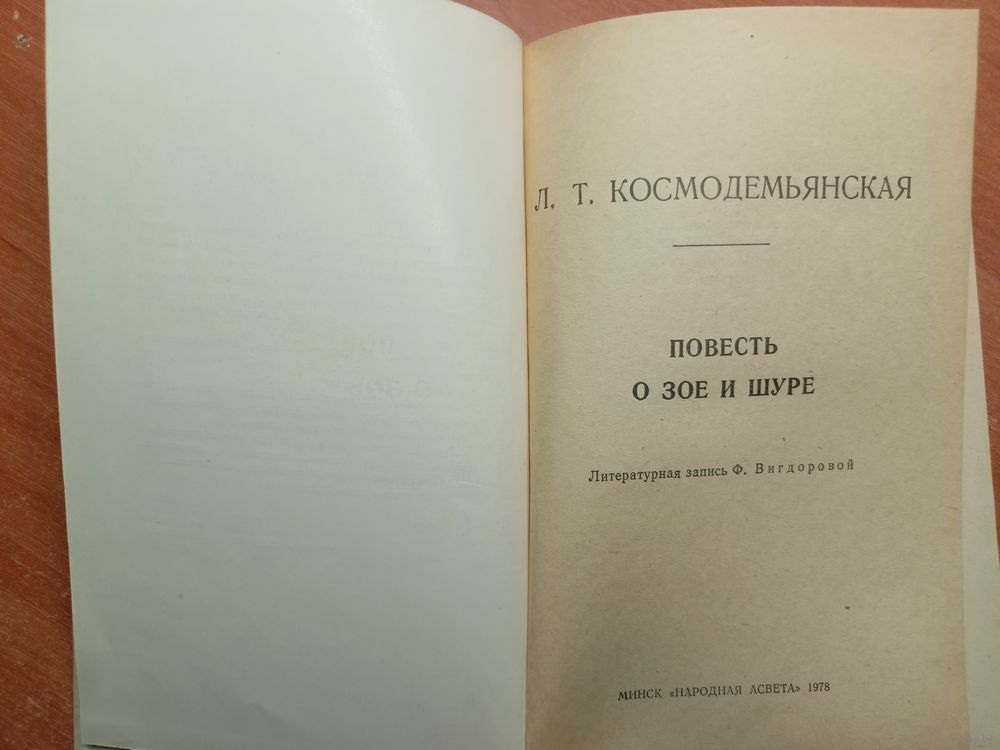 Л. Т. КОСМОДЕМЬЯНСКАЯ
ПОВЕСТЬ
О ЗОЕ И ШУРЕ
Литературная запись Ф. Вигдоровой
МИНСК «НАРОДНАЯ АСВЕТА» 1978